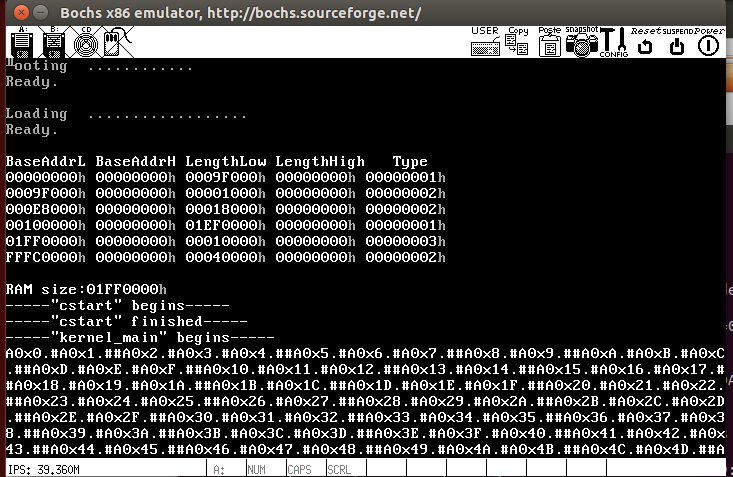 Bochs x86 emulator, http://bochs.sourceforge.net/
A: B: CD USER Copy Paste snapshot CONFIG Reset SUSPEND Power
ooting ............
Ready.
Loading ..................
Ready.
BaseAddrL BaseAddrH LengthLow LengthHigh Type
00000000h 00000000h 0009F000h 00000000h 00000001h
0009F000h 00000000h 00001000h 00000000h 00000002h
000E8000h 00000000h 00018000h 00000000h 00000002h
00100000h 00000000h 01EF0000h 00000000h 00000001h
01FF0000h 00000000h 00010000h 00000000h 00000003h
FFFC0000h 00000000h 00040000h 00000000h 00000002h
RAM size:01FF0000h
-----"cstart" begins-----
-----"cstart" finished-----
-----"kernel_main" begins-----
A0x0.#A0x1.##A0x2.#A0x3.#A0x4.##A0x5.#A0x6.#A0x7.##A0x8.#A0x9.##A0xA.#A0xB.#A0xC
.##A0xD.#A0xE.#A0xF.##A0x10.#A0x11.##A0x12.#A0x13.#A0x14.##A0x15.#A0x16.#A0x17.#
#A0x18.#A0x19.#A0x1A.##A0x1B.#A0x1C.##A0x1D.#A0x1E.#A0x1F.##A0x20.#A0x21.#A0x22.
##A0x23.#A0x24.#A0x25.##A0x26.#A0x27.##A0x28.#A0x29.#A0x2A.##A0x2B.#A0x2C.#A0x2D
.##A0x2E.#A0x2F.##A0x30.#A0x31.#A0x32.##A0x33.#A0x34.#A0x35.##A0x36.#A0x37.#A0x3
8.##A0x39.#A0x3A.##A0x3B.#A0x3C.#A0x3D.##A0x3E.#A0x3F.#A0x40.##A0x41.#A0x42.##A0x
43.#A0x44.##A0x45.##A0x46.#A0x47.#A0x48.##A0x49.#A0x4A.#A0x4B.##A0x4C.#A0x4D.##A
IPS: 39.360M A: NUM CAPS SCRL